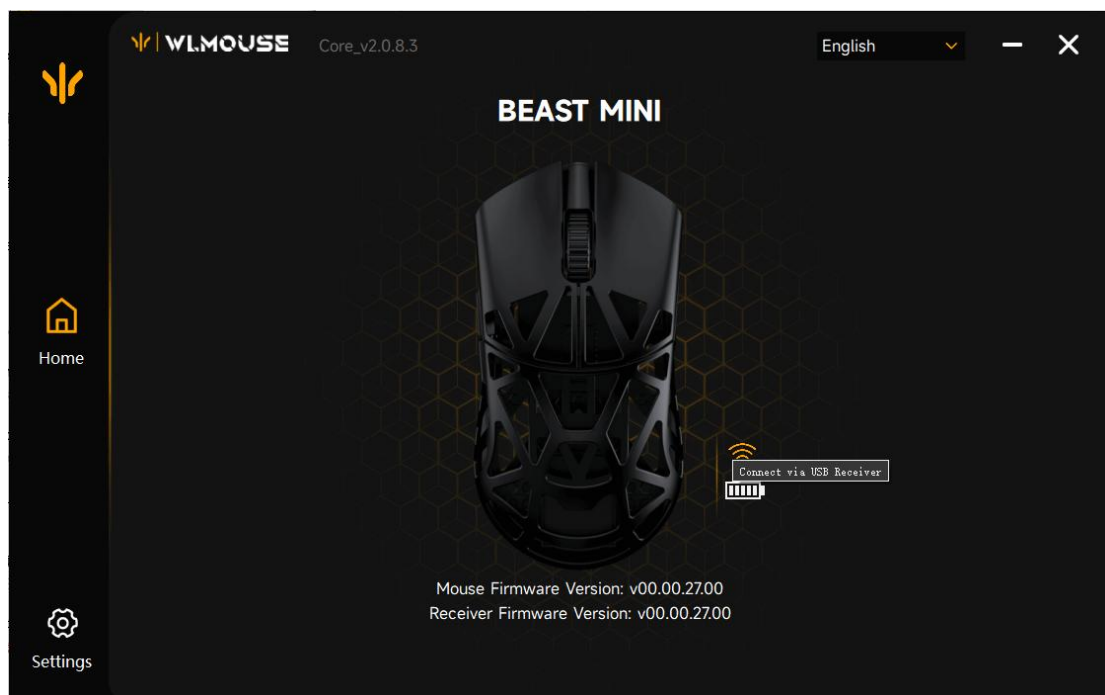 WLMOUSE
Core_v2.0.8.3
English
BEAST MINI
Home
Connect via USB Receiver
Mouse Firmware Version: v00.00.27.00
Receiver Firmware Version: v00.00.27.00
Settings